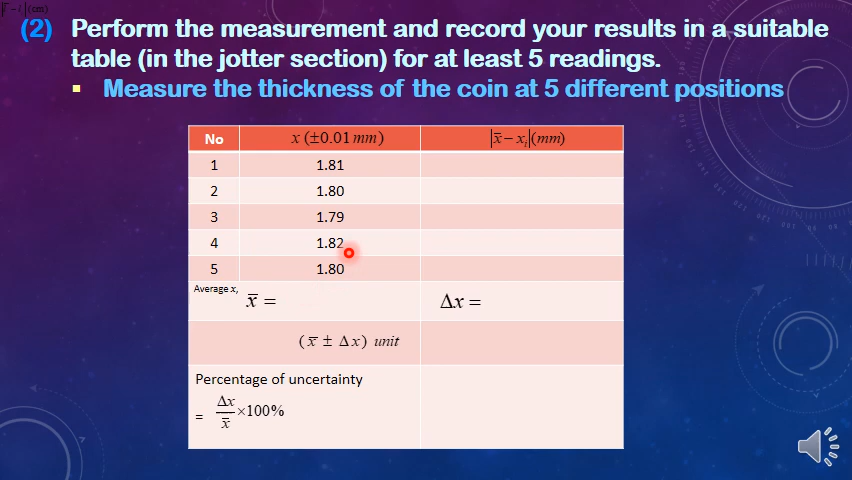 |x̅ − xᵢ|(cm)
(2) Perform the measurement and record your results in a suitable
table (in the jotter section) for at least 5 readings.
▪ Measure the thickness of the coin at 5 different positions
No x (±0.01 mm) |x̅ − xᵢ|(mm)
1 1.81
2 1.80
3 1.79
4 1.82
5 1.80
Average x, x̅ = Δx =
(x̅ ± Δx) unit
Percentage of uncertainty
= Δx/x̅ ×100%